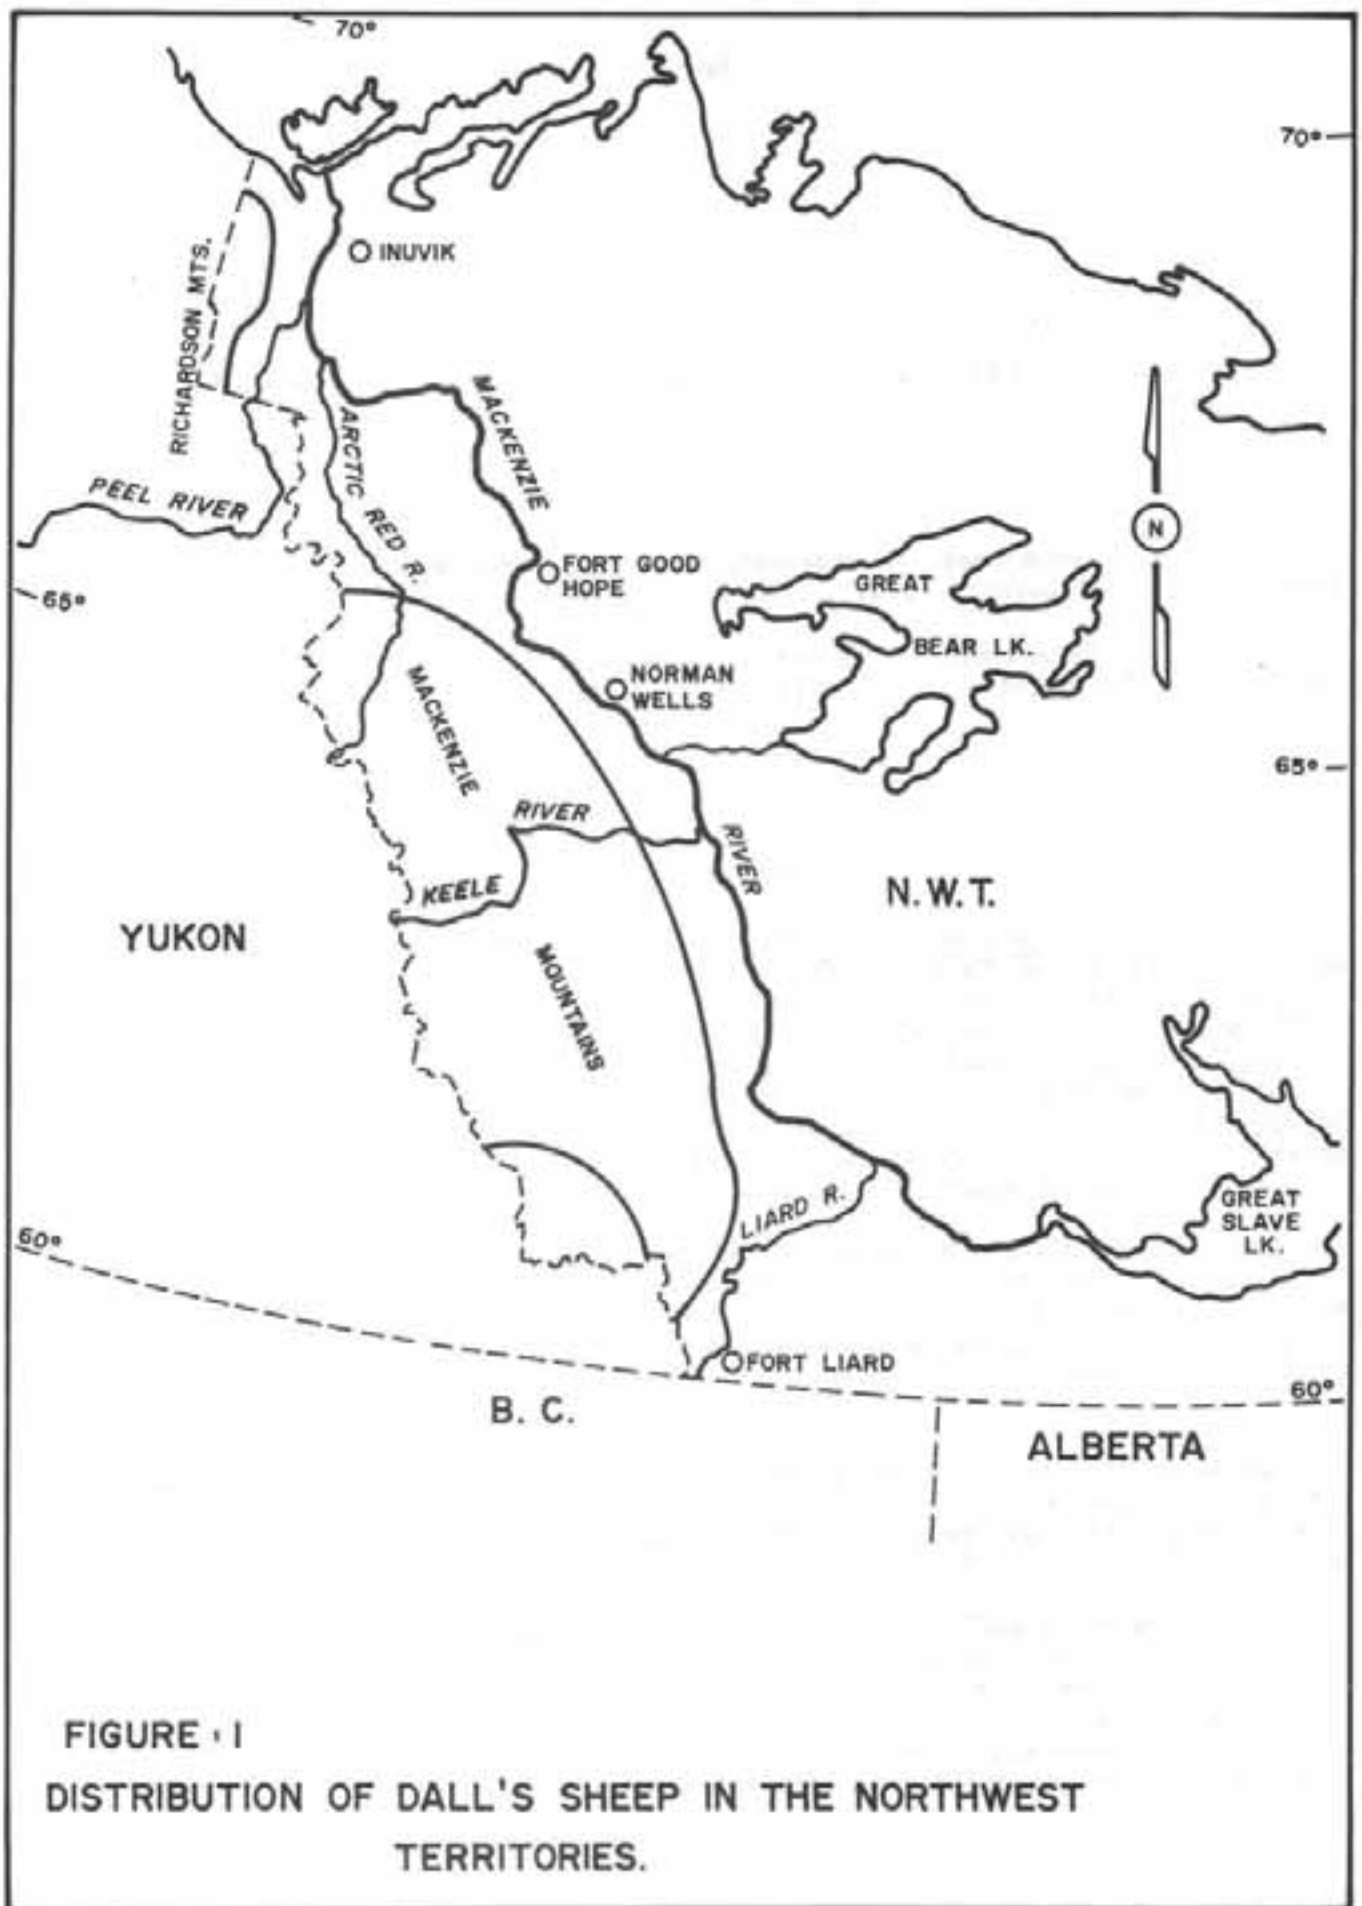 70°
70°
INUVIK
RICHARDSON MTS.
MACKENZIE
ARCTIC RED R.
PEEL RIVER
N
FORT GOOD
HOPE
GREAT
BEAR LK.
65°
NORMAN
WELLS
MACKENZIE
65°
RIVER
RIVER
KEELE
N.W.T.
YUKON
MOUNTAINS
LIARD R.
GREAT
SLAVE
LK.
60°
FORT LIARD
60°
B. C.
ALBERTA
FIGURE · 1
DISTRIBUTION OF DALL'S SHEEP IN THE NORTHWEST
TERRITORIES.